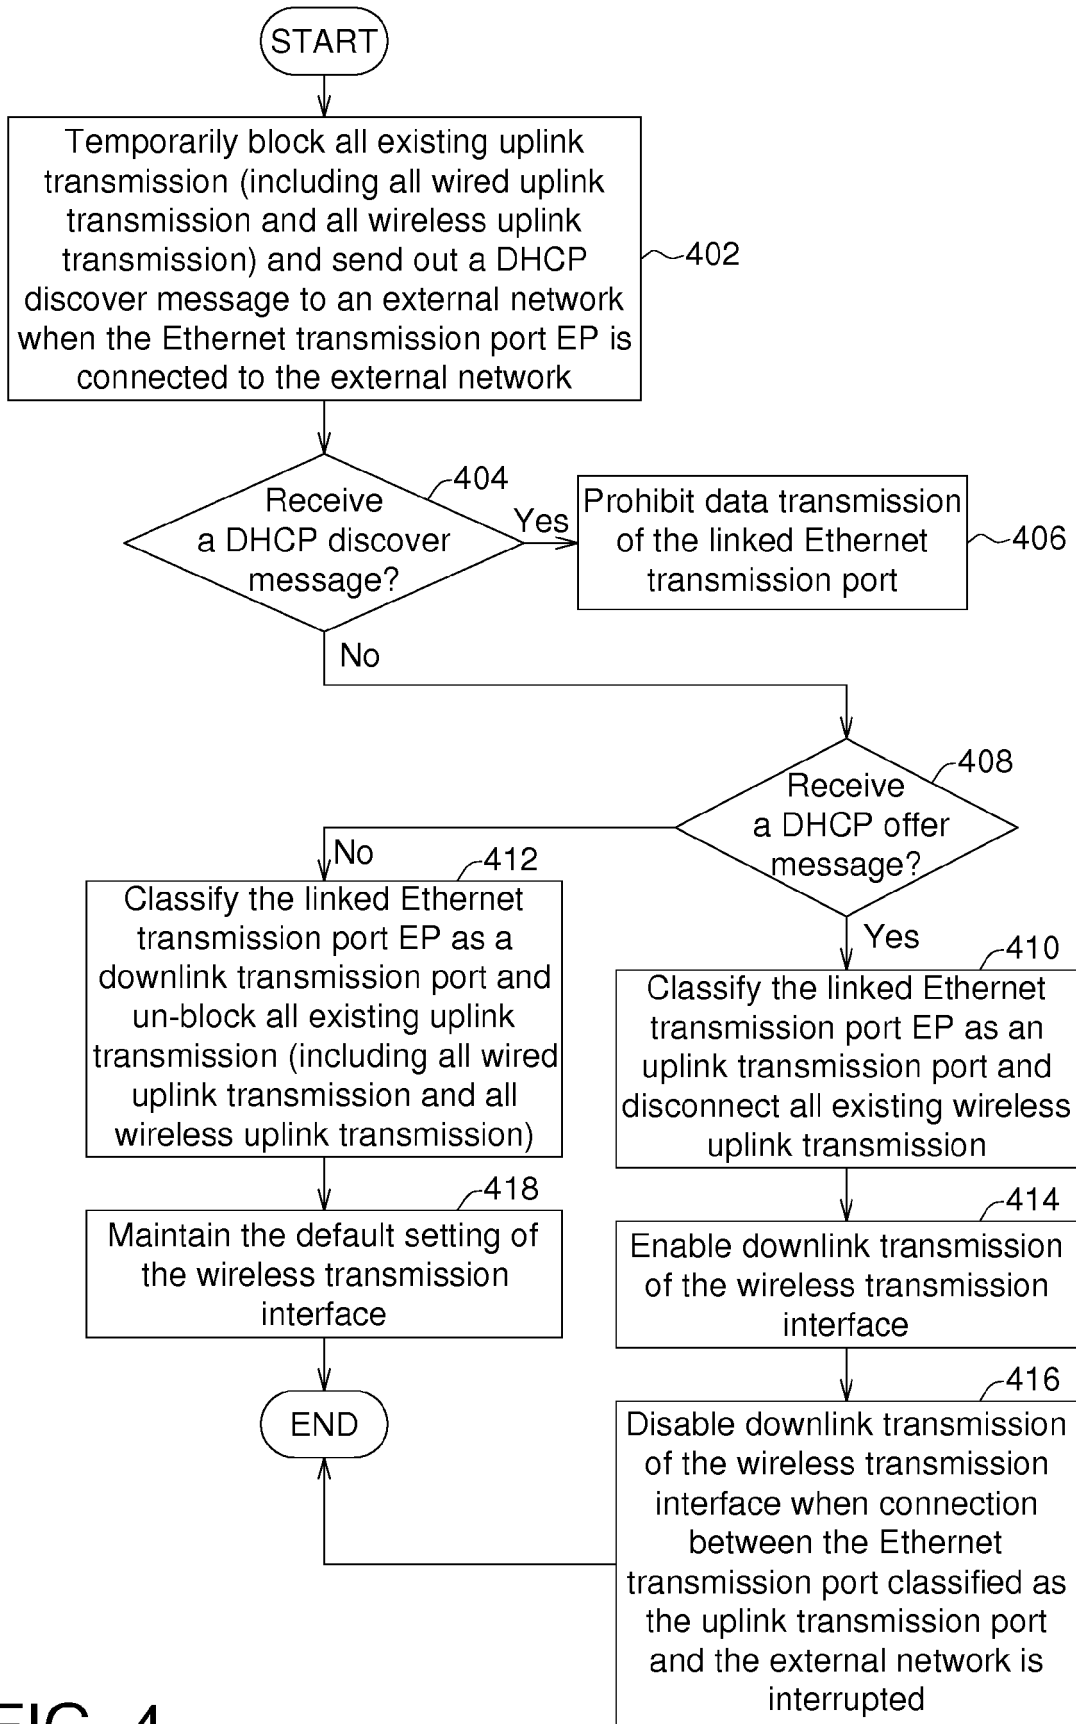 START
Temporarily block all existing uplink
transmission (including all wired uplink
transmission and all wireless uplink
transmission) and send out a DHCP
discover message to an external network
when the Ethernet transmission port EP is
connected to the external network
402
Receive
a DHCP discover
message?
404
Yes
Prohibit data transmission
of the linked Ethernet
transmission port
406
No
Receive
a DHCP offer
message?
408
No
412
Classify the linked Ethernet
transmission port EP as a
downlink transmission port and
un-block all existing uplink
transmission (including all wired
uplink transmission and all
wireless uplink transmission)
Yes
410
Classify the linked Ethernet
transmission port EP as an
uplink transmission port and
disconnect all existing wireless
uplink transmission
418
Maintain the default setting of
the wireless transmission
interface
414
Enable downlink transmission
of the wireless transmission
interface
END
416
Disable downlink transmission
of the wireless transmission
interface when connection
between the Ethernet
transmission port classified as
the uplink transmission port
and the external network is
interrupted
FIG. 4